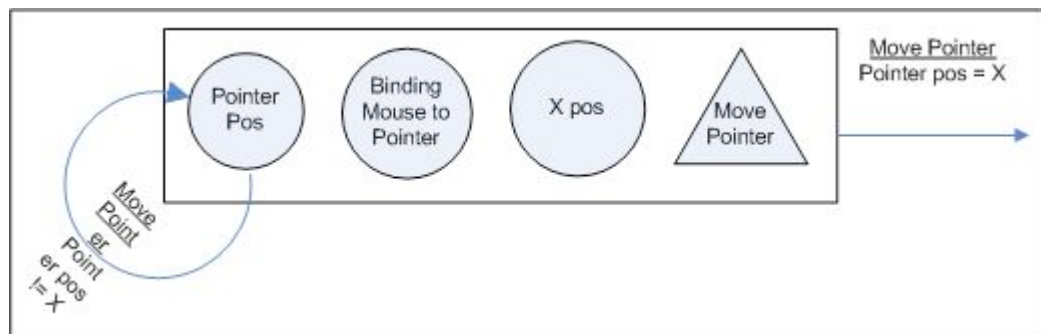 Move Pointer
Pointer pos = X
Pointer
Pos
Binding
Mouse to
Pointer
X pos
Move
Pointer
Move
Point
er
Point
er pos
!= X